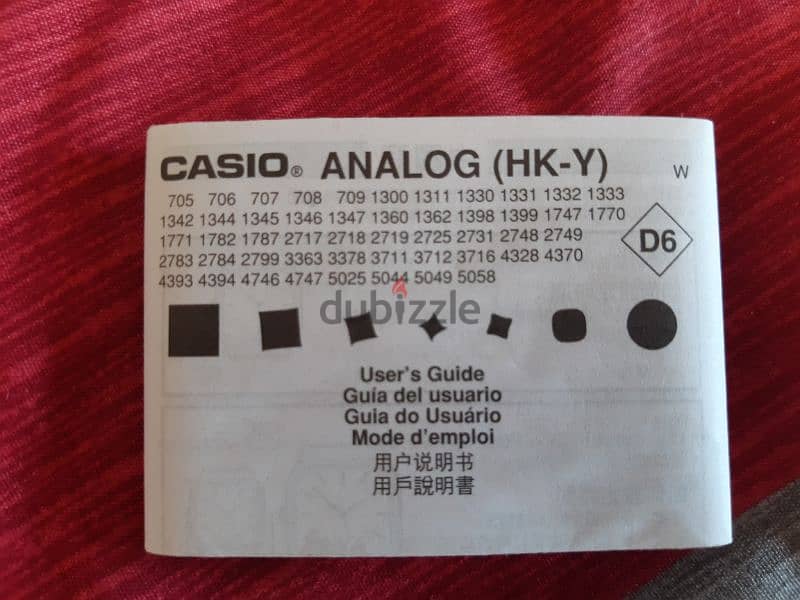 CASIO® ANALOG (HK-Y) W
705 706 707 708 709 1300 1311 1330 1331 1332 1333
1342 1344 1345 1346 1347 1360 1362 1398 1399 1747 1770
1771 1782 1787 2717 2718 2719 2725 2731 2748 2749
D6
2783 2784 2799 3363 3378 3711 3712 3716 4328 4370
4393 4394 4746 4747 5025 5044 5049 5058
dubizzle
User's Guide
Guía del usuario
Guia do Usuário
Mode d'emploi
用户说明书
用戶說明書